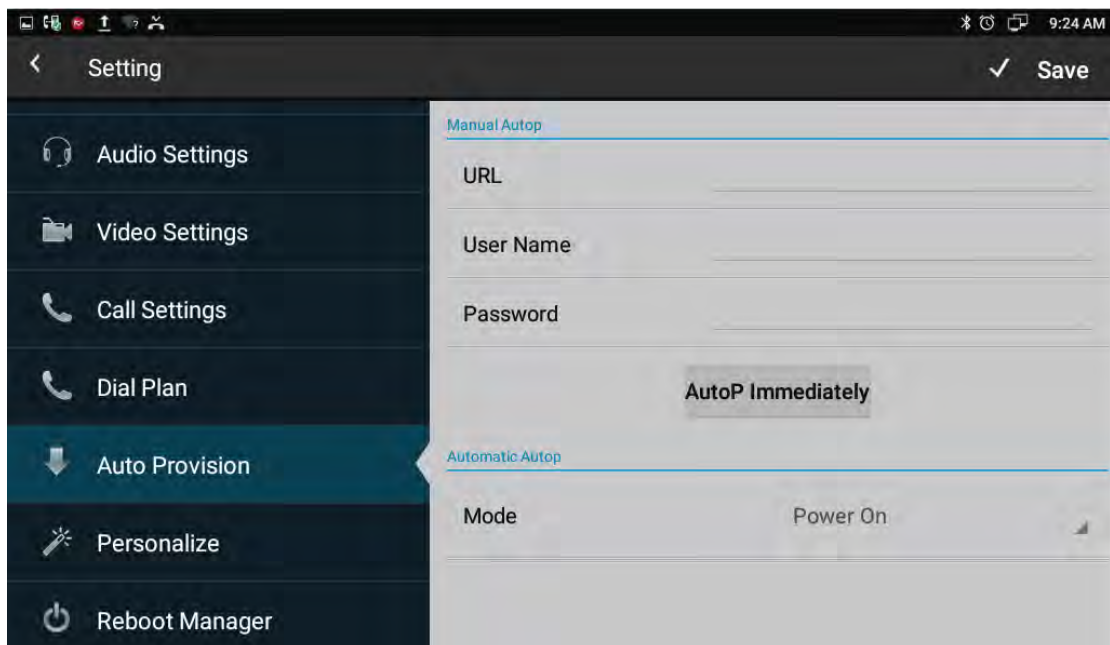 9:24 AM
Setting
Save
Audio Settings
Video Settings
Call Settings
Dial Plan
Auto Provision
Personalize
Reboot Manager
Manual Autop
URL
User Name
Password
AutoP Immediately
Automatic Autop
Mode
Power On